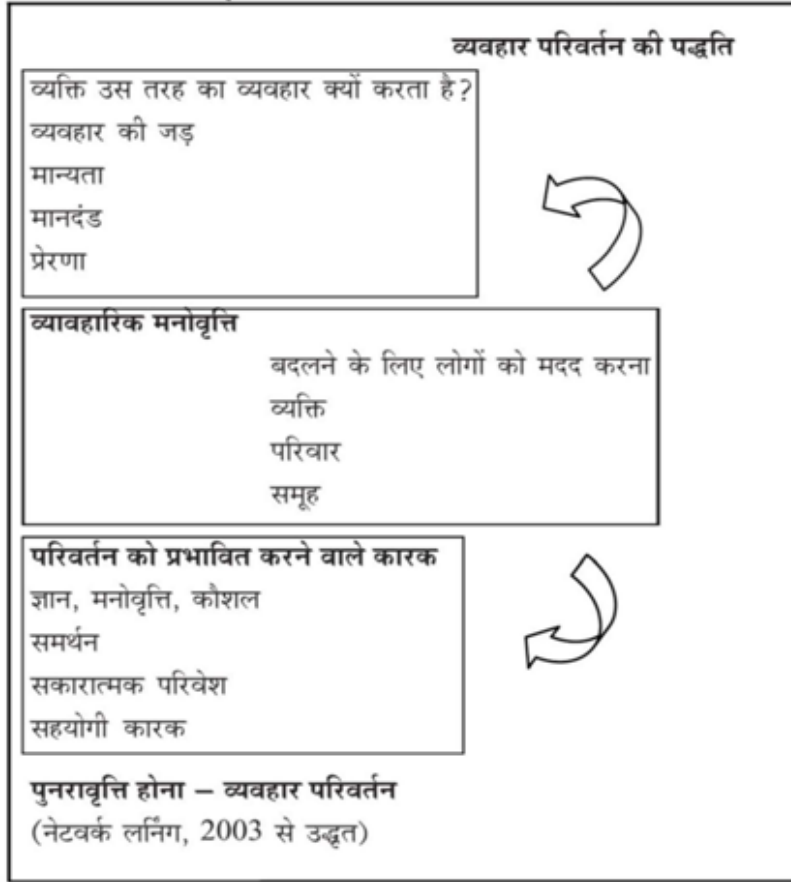 व्यवहार परिवर्तन की पद्धति
व्यक्ति उस तरह का व्यवहार क्यों करता है?
व्यवहार की जड़
मान्यता
मानदंड
प्रेरणा
व्यावहारिक मनोवृत्ति
बदलने के लिए लोगों को मदद करना
व्यक्ति
परिवार
समूह
परिवर्तन को प्रभावित करने वाले कारक
ज्ञान, मनोवृत्ति, कौशल
समर्थन
सकारात्मक परिवेश
सहयोगी कारक
पुनरावृत्ति होना – व्यवहार परिवर्तन
(नेटवर्क लर्निंग, 2003 से उद्धृत)